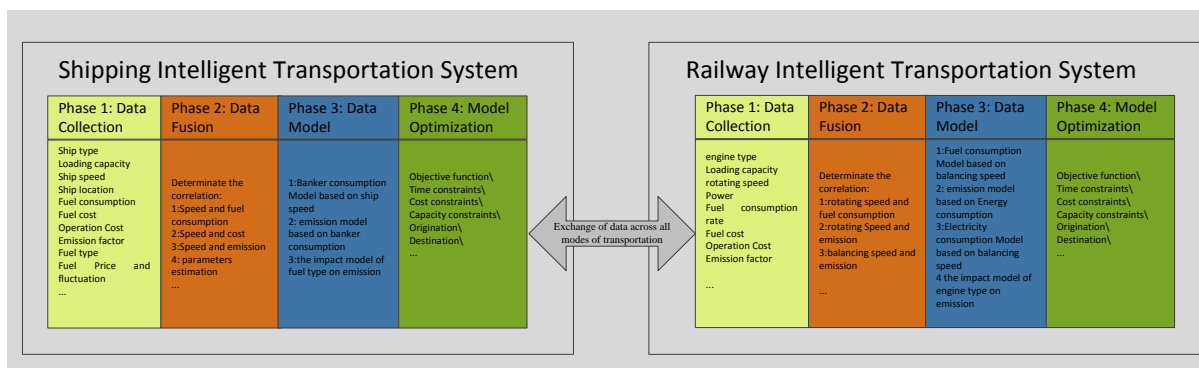 Shipping Intelligent Transportation System
Phase 1: Data
Collection
Ship type
Loading capacity
Ship speed
Ship location
Fuel consumption
Fuel cost
Operation Cost
Emission factor
Fuel type
Fuel Price and
fluctuation
...
Phase 2: Data
Fusion
Determinate the
correlation:
1:Speed and fuel
consumption
2:Speed and cost
3:Speed and emission
4: parameters
estimation
...
Phase 3: Data
Model
1:Banker consumption
Model based on ship
speed
2: emission model
based on banker
consumption
3:the impact model of
fuel type on emission
Phase 4: Model
Optimization
Objective function\
Time constraints\
Cost constraints\
Capacity constraints\
Origination\
Destination\
...
Exchange of data across all
modes of transportation
Railway Intelligent Transportation System
Phase 1: Data
Collection
engine type
Loading capacity
rotating speed
Power
Fuel consumption
rate
Fuel cost
Operation Cost
Emission factor
...
Phase 2: Data
Fusion
Determinate the
correlation:
1:rotating speed and
fuel consumption
2:rotating Speed and
emission
3:balancing speed and
emission
...
Phase 3: Data
Model
1:Fuel consumption
Model based on
balancing speed
2: emission model
based on Energy
consumption
3:Electricity
consumption Model
based on balancing
speed
4 the impact model of
engine type on
emission
Phase 4: Model
Optimization
Objective function\
Time constraints\
Cost constraints\
Capacity constraints\
Origination\
Destination\
...